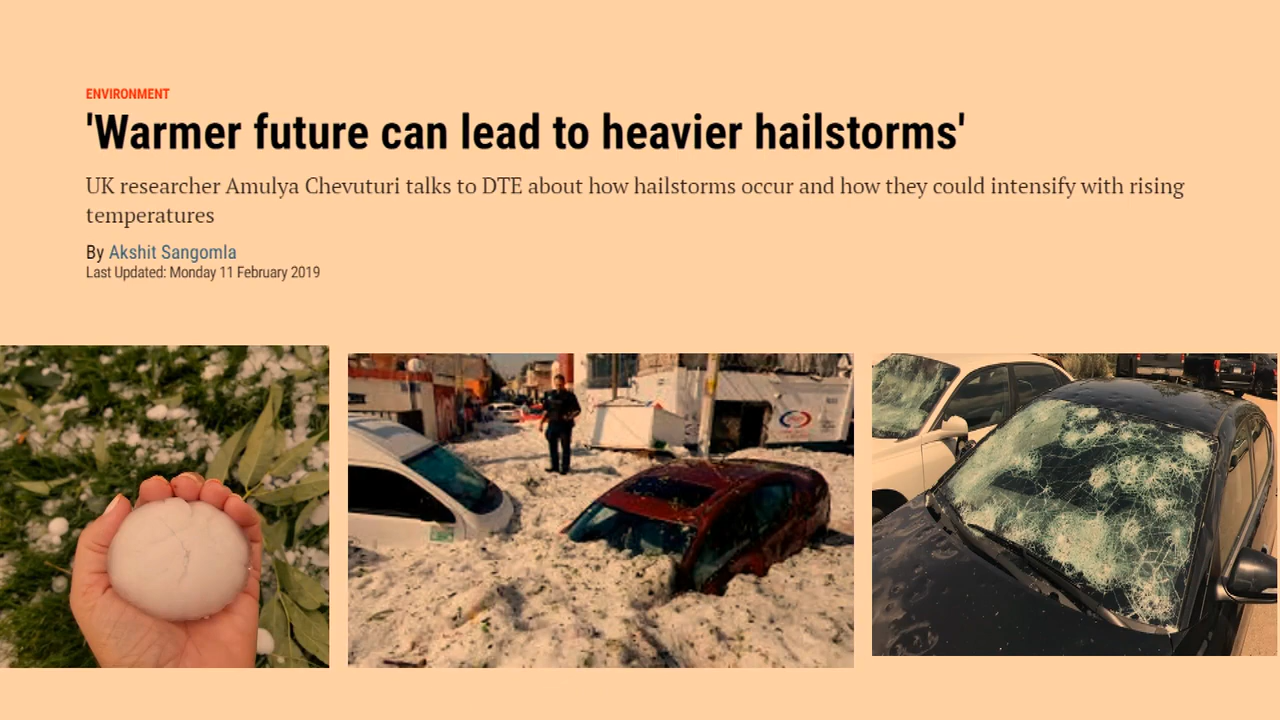 ENVIRONMENT
'Warmer future can lead to heavier hailstorms'
UK researcher Amulya Chevuturi talks to DTE about how hailstorms occur and how they could intensify with rising
temperatures
By Akshit Sangomla
Last Updated: Monday 11 February 2019